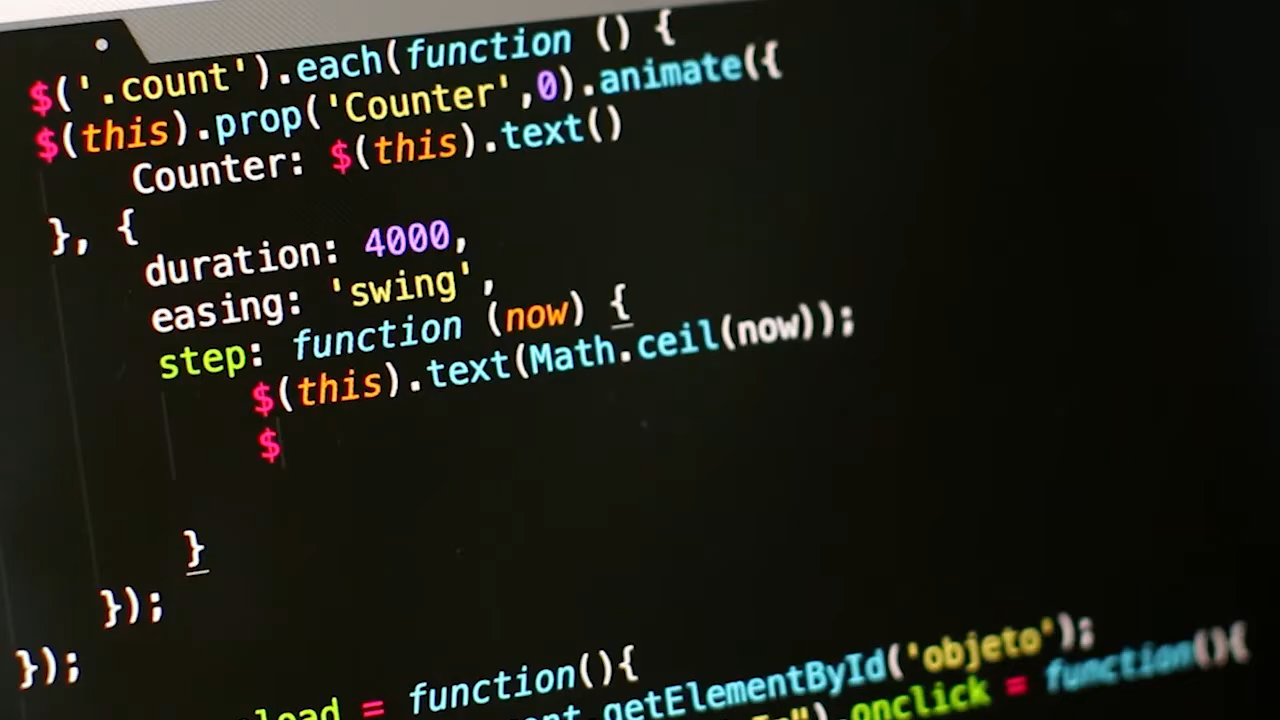 $('.count').each(function () {
$(this).prop('Counter',0).animate({
Counter: $(this).text()
}, {
duration: 4000,
easing: 'swing',
step: function (now) {
$(this).text(Math.ceil(now));
$
}
});
});
= function(){
getElementById('objeto');
.onclick = function(){